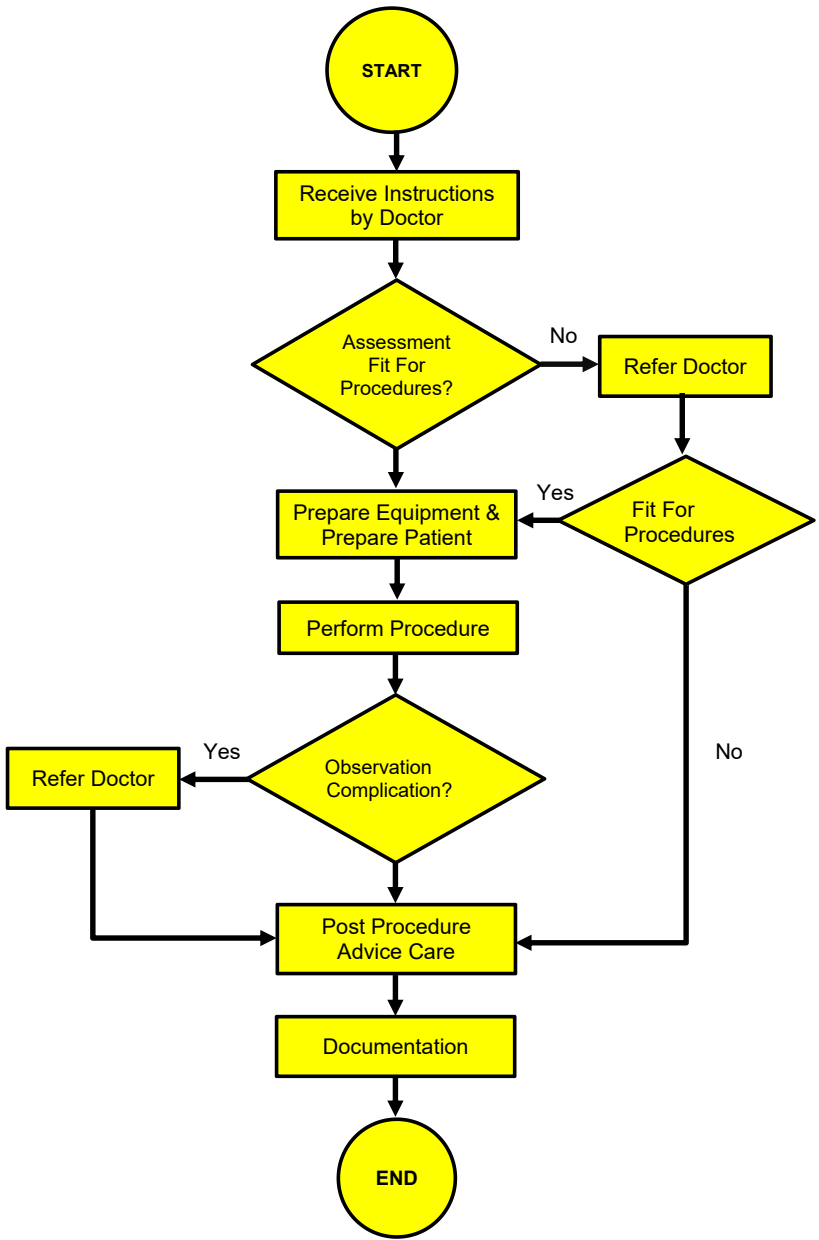 START
Receive Instructions
by Doctor
Assessment
Fit For
Procedures?
No
Refer Doctor
Prepare Equipment &
Prepare Patient
Yes
Fit For
Procedures
Perform Procedure
Refer Doctor
Yes
Observation
Complication?
No
Post Procedure
Advice Care
Documentation
END